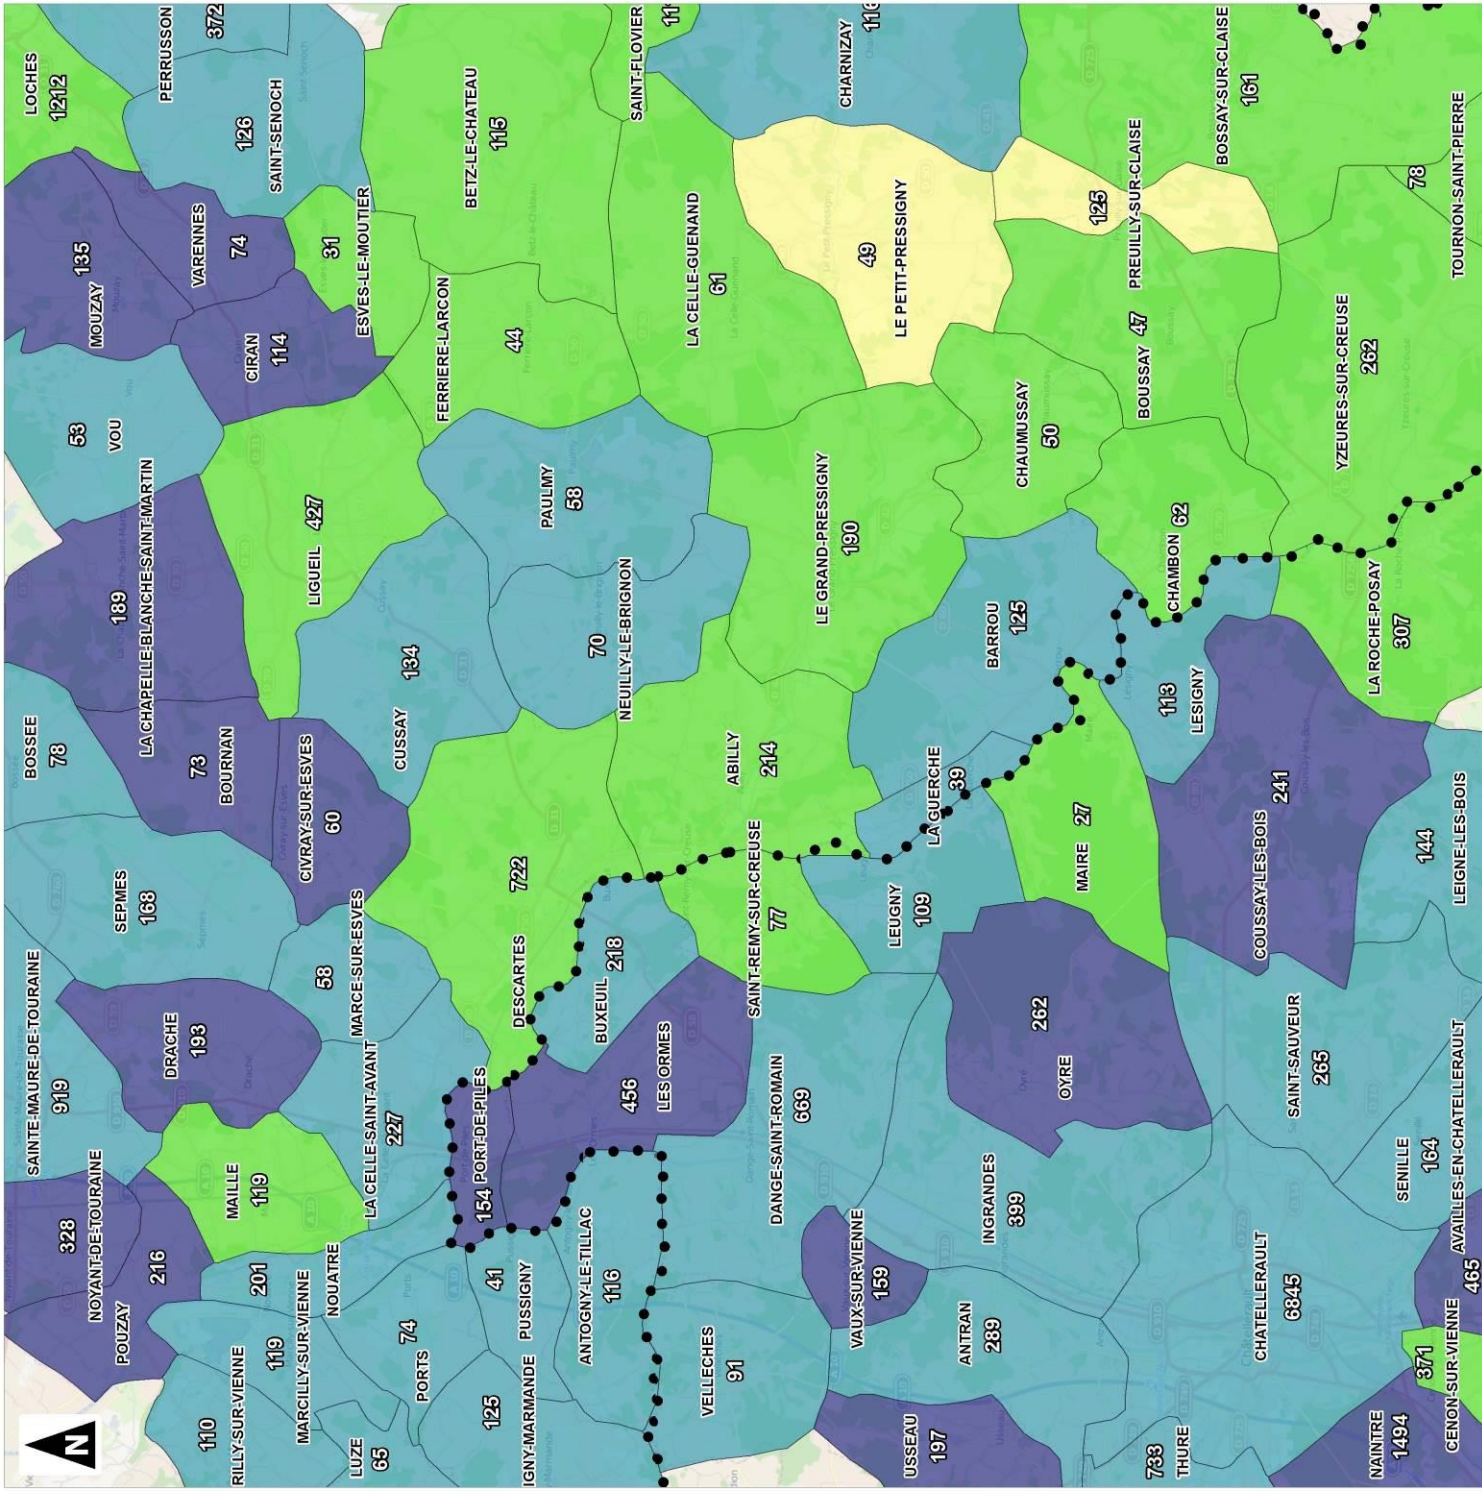 N
RILLY-SUR-VIENNE
110
POUZAY
216
NOYANT-DE-TOURAINE
328
SAINTE-MAURE-DE-TOURAINE
919
SEPMES
168
BOSSEE
78
LA CHAPELLE-BLANCHE-SAINT-MARTIN
189
VOU
53
MOUZAY
135
LOCHES
1212
PERRUSSON
372
MARCILLY-SUR-VIENNE
119
NOUATRE
201
MAILLE
119
DRACHE
193
BOURNAN
73
CIRAN
114
VARENNES
74
SAINT-SENOCH
126
LUZE
65
PORTS
74
LA CELLE-SAINT-AVANT
227
MARCE-SUR-ESVES
58
CIVRAY-SUR-ESVES
60
LIGUEIL
427
ESVES-LE-MOUTIER
31
CUSSAY
134
FERRIERE-LARCON
44
BETZ-LE-CHATEAU
115
IGNY-MARMANDE
125
PUSSIGNY
41
PORT-DE-PILES
154
DESCARTES
722
PAULMY
58
ANTOGNY-LE-TILLAC
116
BUXEUIL
218
NEUILLY-LE-BRIGNON
70
SAINT-FLOVIER
VELLECHES
91
LES ORMES
456
ABILLY
214
LA CELLE-GUENAND
61
DANGE-SAINT-ROMAIN
669
SAINT-REMY-SUR-CREUSE
77
LE GRAND-PRESSIGNY
190
LE PETIT-PRESSIGNY
49
CHARNIZAY
USSEAU
197
VAUX-SUR-VIENNE
159
LEUGNY
109
LA GUERCHE
39
ANTRAN
289
INGRANDES
399
OYRE
262
MAIRE
27
BARROU
125
CHAUMUSSAY
50
PREUILLY-SUR-CLAISE
125
THURE
733
LESIGNY
113
CHAMBON
62
BOUSSAY
47
BOSSAY-SUR-CLAISE
161
CHATELLERAULT
6845
SAINT-SAUVEUR
265
COUSSAY-LES-BOIS
241
LA ROCHE-POSAY
307
YZEURES-SUR-CREUSE
262
NAINTRE
1494
SENILLE
164
LEIGNE-LES-BOIS
144
TOURNON-SAINT-PIERRE
78
CENON-SUR-VIENNE
371
AVAILLES-EN-CHATELLERAULT
465